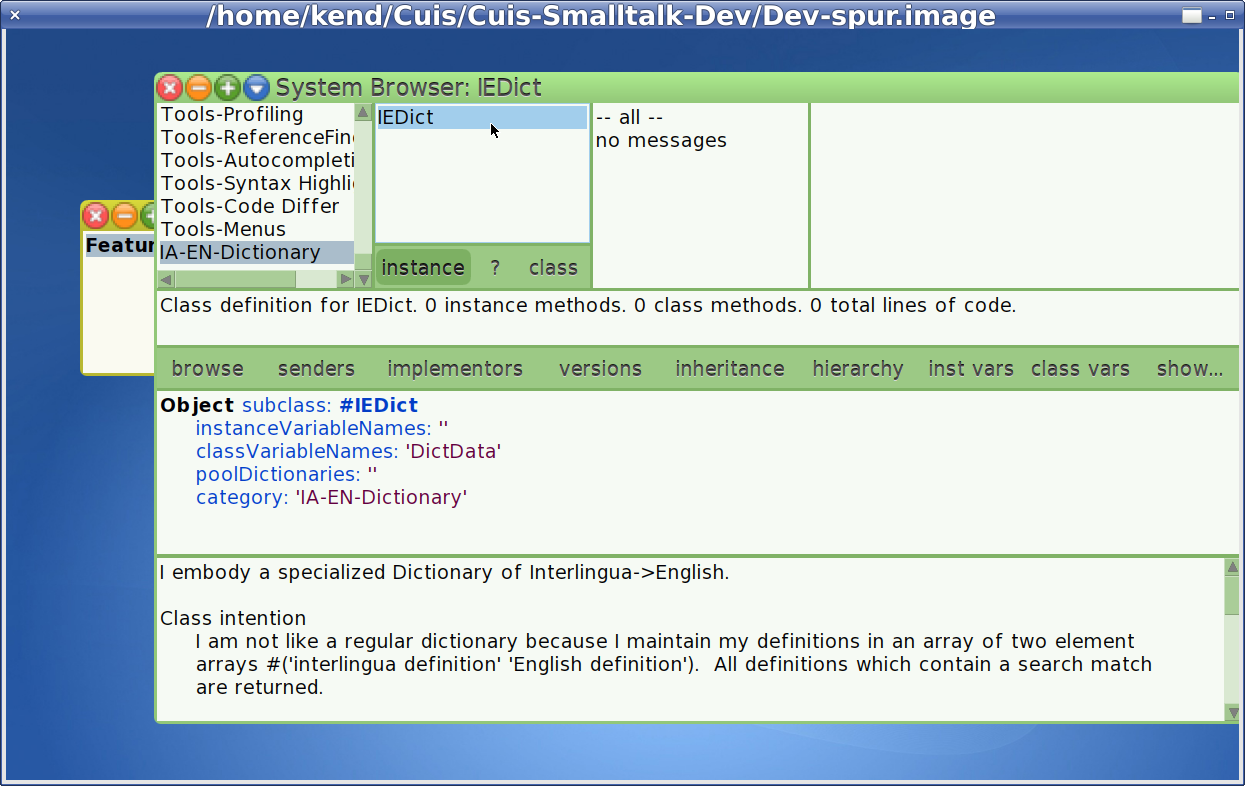 /home/kend/Cuis/Cuis-Smalltalk-Dev/Dev-spur.image
System Browser: IEDict
Tools-Profiling
Tools-ReferenceFin
Tools-Autocompleti
Tools-Syntax Highli
Tools-Code Differ
Tools-Menus
IA-EN-Dictionary
IEDict
instance ? class
-- all --
no messages
Featur
Class definition for IEDict. 0 instance methods. 0 class methods. 0 total lines of code.
browse senders implementors versions inheritance hierarchy inst vars class vars show...
Object subclass: #IEDict
instanceVariableNames: ''
classVariableNames: 'DictData'
poolDictionaries: ''
category: 'IA-EN-Dictionary'
I embody a specialized Dictionary of Interlingua->English.
Class intention
I am not like a regular dictionary because I maintain my definitions in an array of two element
arrays #('interlingua definition' 'English definition').  All definitions which contain a search match
are returned.